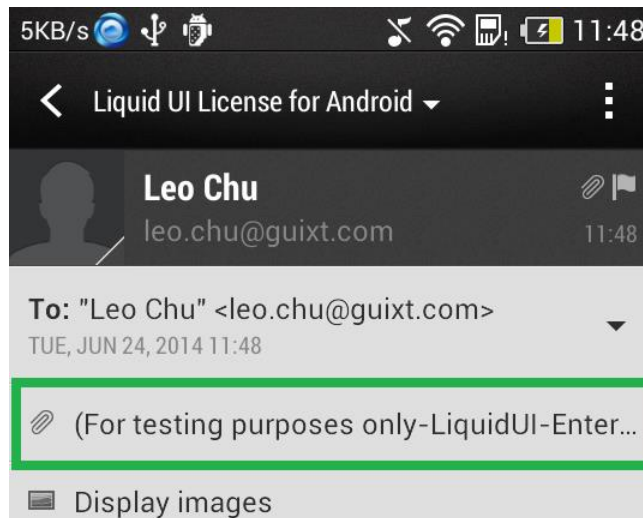 5KB/s 11:48
Liquid UI License for Android
Leo Chu
leo.chu@guixt.com 11:48
To: "Leo Chu" <leo.chu@guixt.com>
TUE, JUN 24, 2014 11:48
(For testing purposes only-LiquidUI-Enter...
Display images